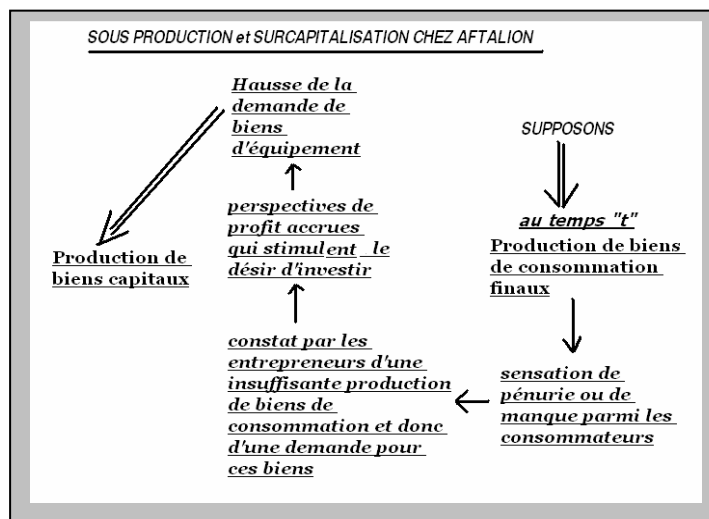 SOUS PRODUCTION et SURCAPITALISATION CHEZ AFTALION
SUPPOSONS
au temps "t"
Production de biens
de consommation
finaux
sensation de
pénurie ou de
manque parmi les
consommateurs
constat par les
entrepreneurs d'une
insuffisante production
de biens de
consommation et donc
d'une demande pour
ces biens
perspectives de
profit accrues
qui stimulent le
désir d'investir
Hausse de la
demande de
biens
d'équipement
Production de
biens capitaux